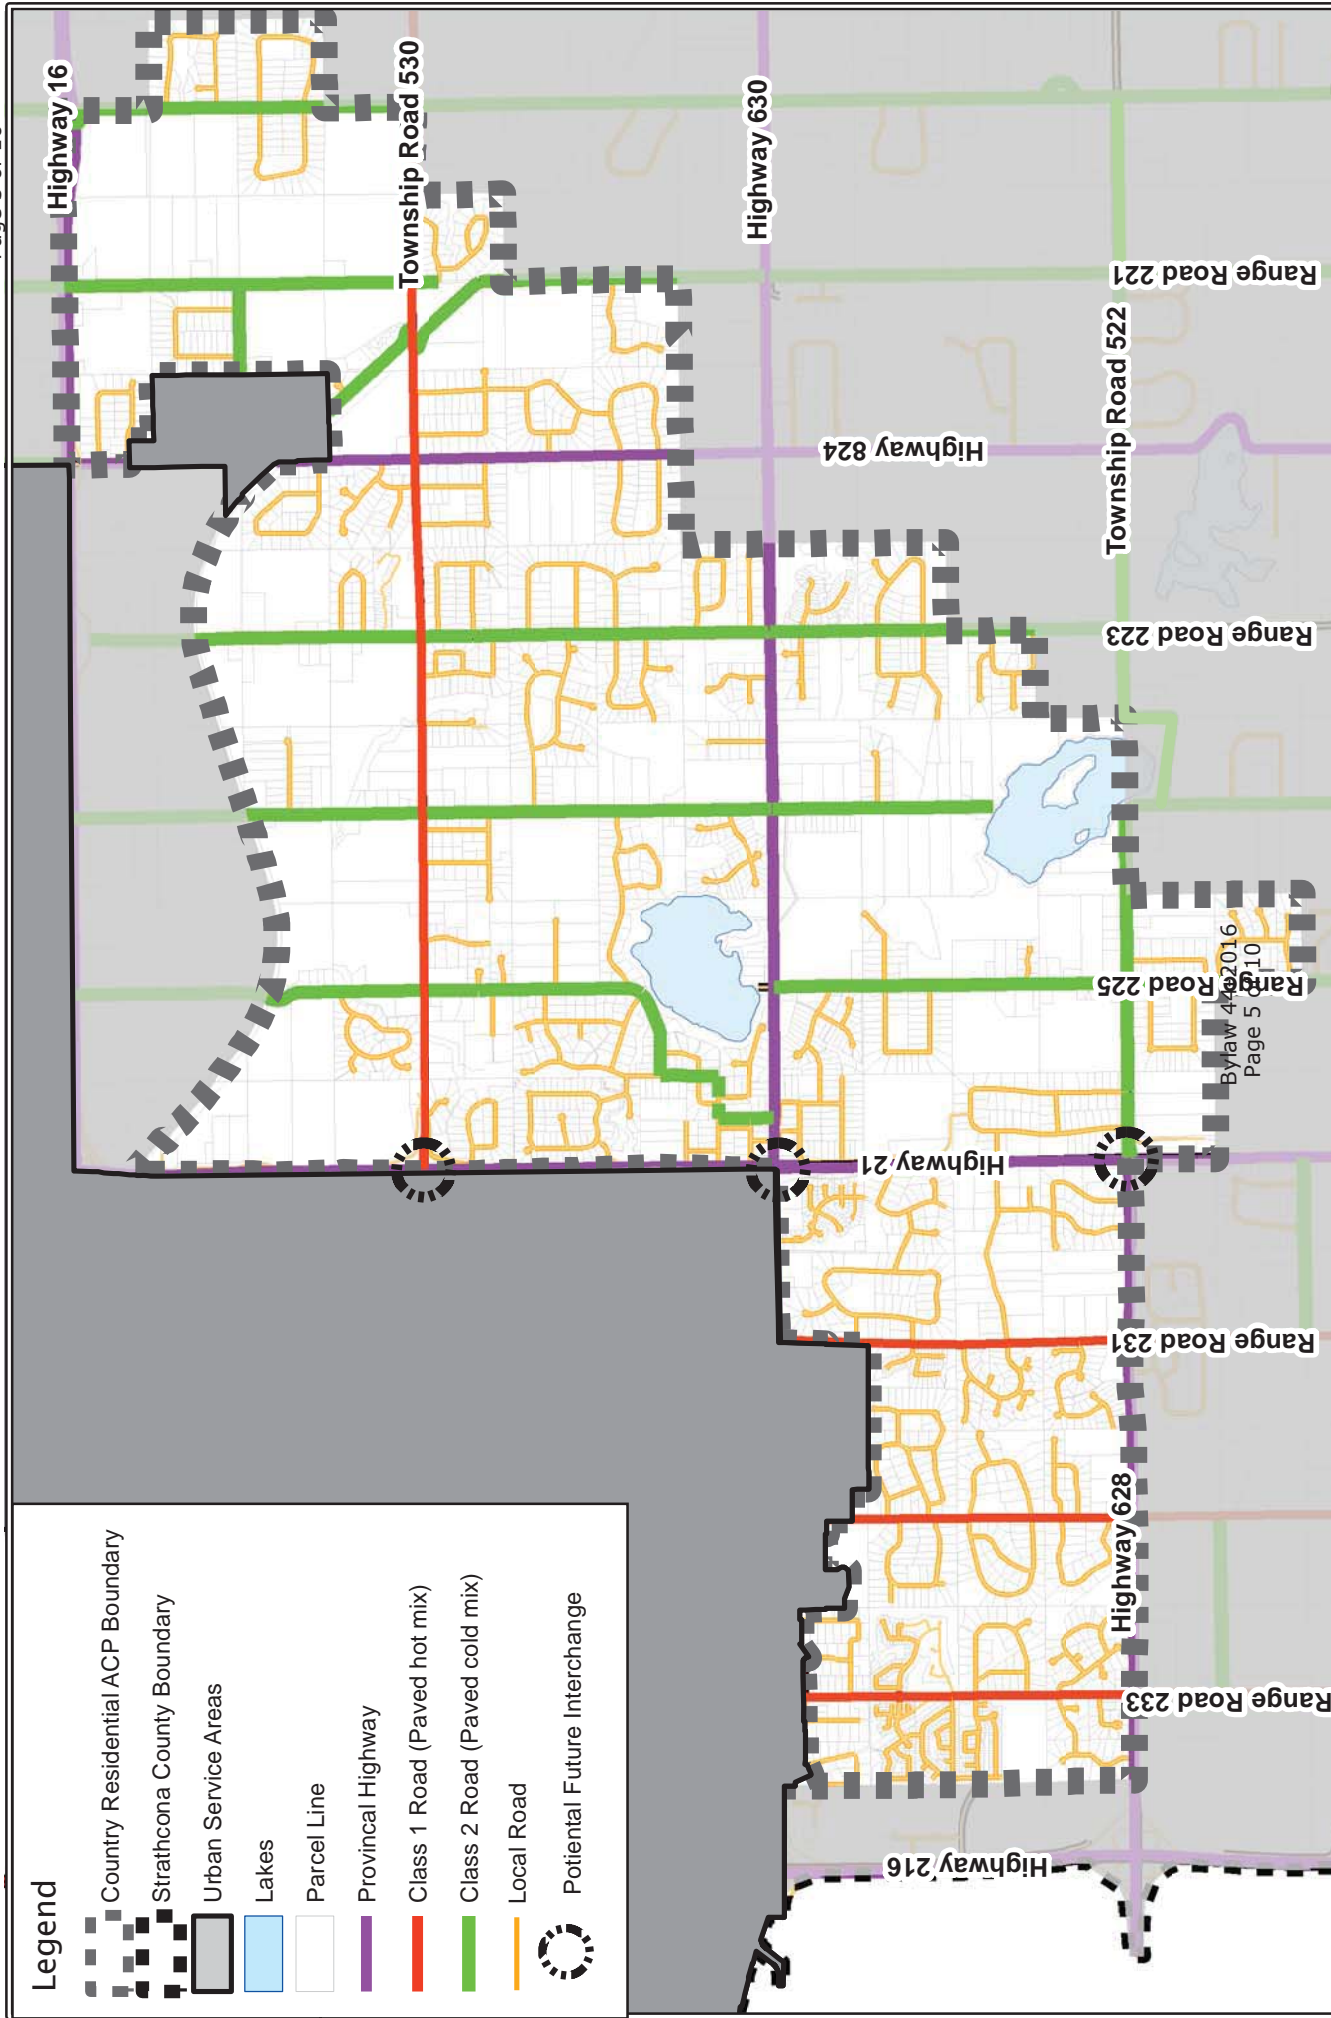 Highway 16
Township Road 530
Highway 630
Range Road 221
Township Road 522
Highway 824
Range Road 223
Range Road 225
Bylaw 44-2016
Page 5 of 10
Highway 21
Range Road 231
Highway 628
Range Road 233
Highway 216
Legend
Country Residential ACP Boundary
Strathcona County Boundary
Urban Service Areas
Lakes
Parcel Line
Provincal Highway
Class 1 Road (Paved hot mix)
Class 2 Road (Paved cold mix)
Local Road
Potiential Future Interchange